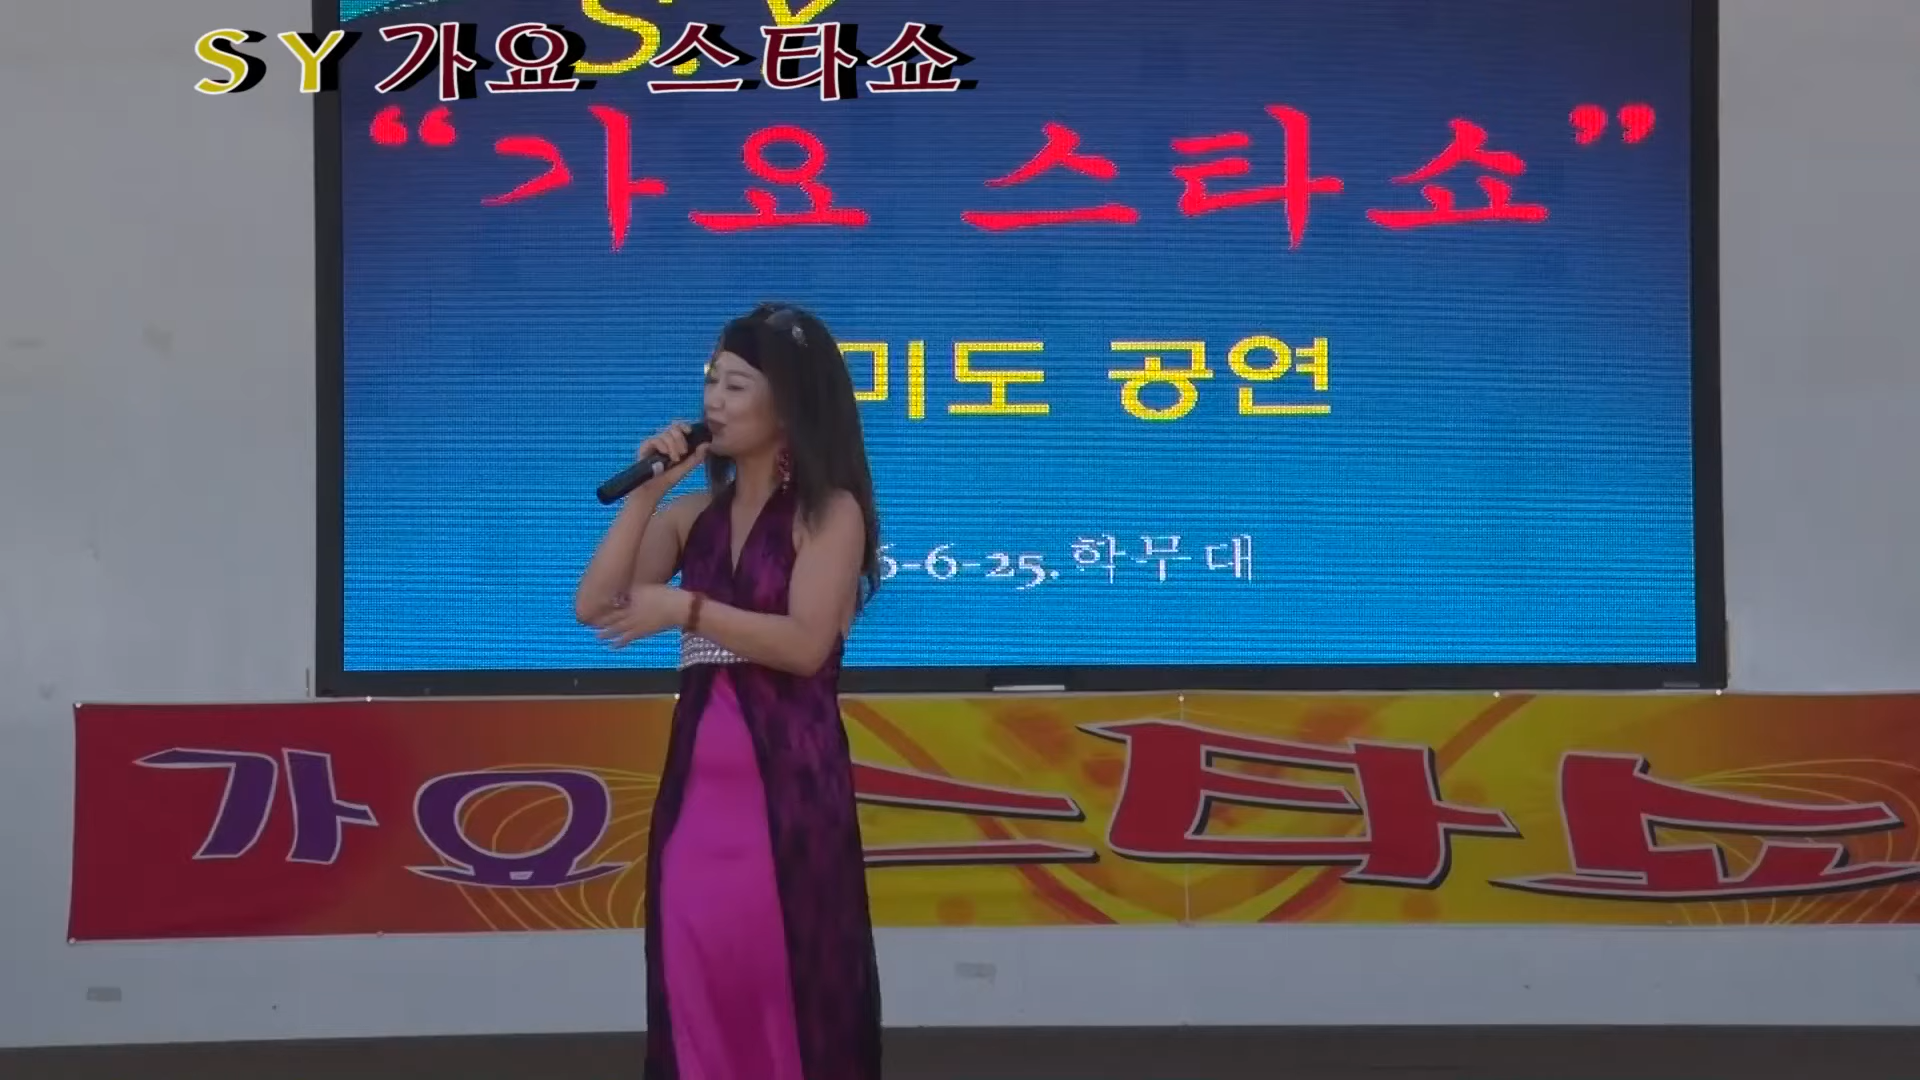 SY 가요 스타쇼
S.Y
“가요 스타쇼”
미도 공연
6-6-25.학무대
가요 스타쇼